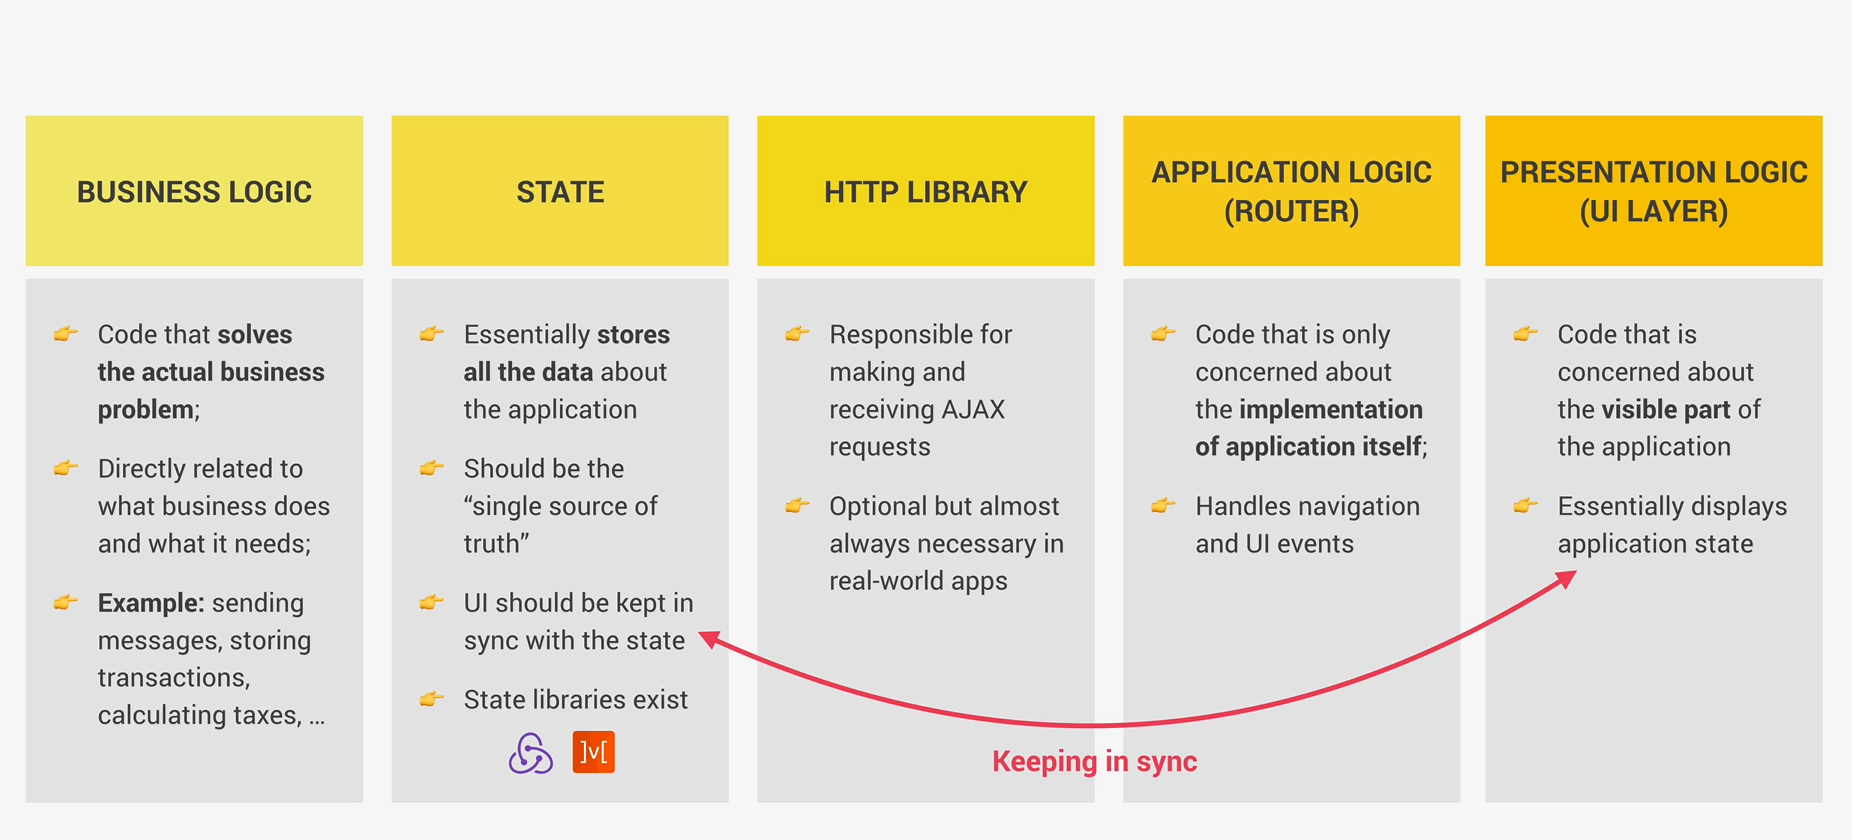 BUSINESS LOGIC
Code that solves
the actual business
problem;
Directly related to
what business does
and what it needs;
Example: sending
messages, storing
transactions,
calculating taxes, …
STATE
Essentially stores
all the data about
the application
Should be the
“single source of
truth”
UI should be kept in
sync with the state
State libraries exist
]v[
HTTP LIBRARY
Responsible for
making and
receiving AJAX
requests
Optional but almost
always necessary in
real-world apps
APPLICATION LOGIC
(ROUTER)
Code that is only
concerned about
the implementation
of application itself;
Handles navigation
and UI events
PRESENTATION LOGIC
(UI LAYER)
Code that is
concerned about
the visible part of
the application
Essentially displays
application state
Keeping in sync